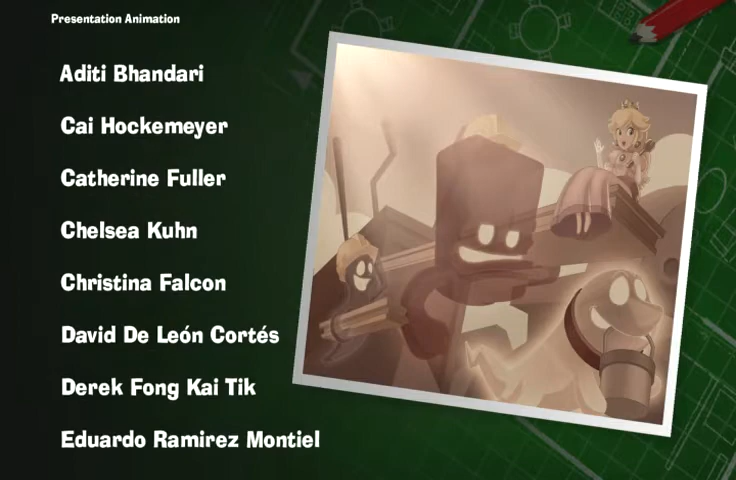 Presentation Animation
Aditi Bhandari
Cai Hockemeyer
Catherine Fuller
Chelsea Kuhn
Christina Falcon
David De León Cortés
Derek Fong Kai Tik
Eduardo Ramirez Montiel